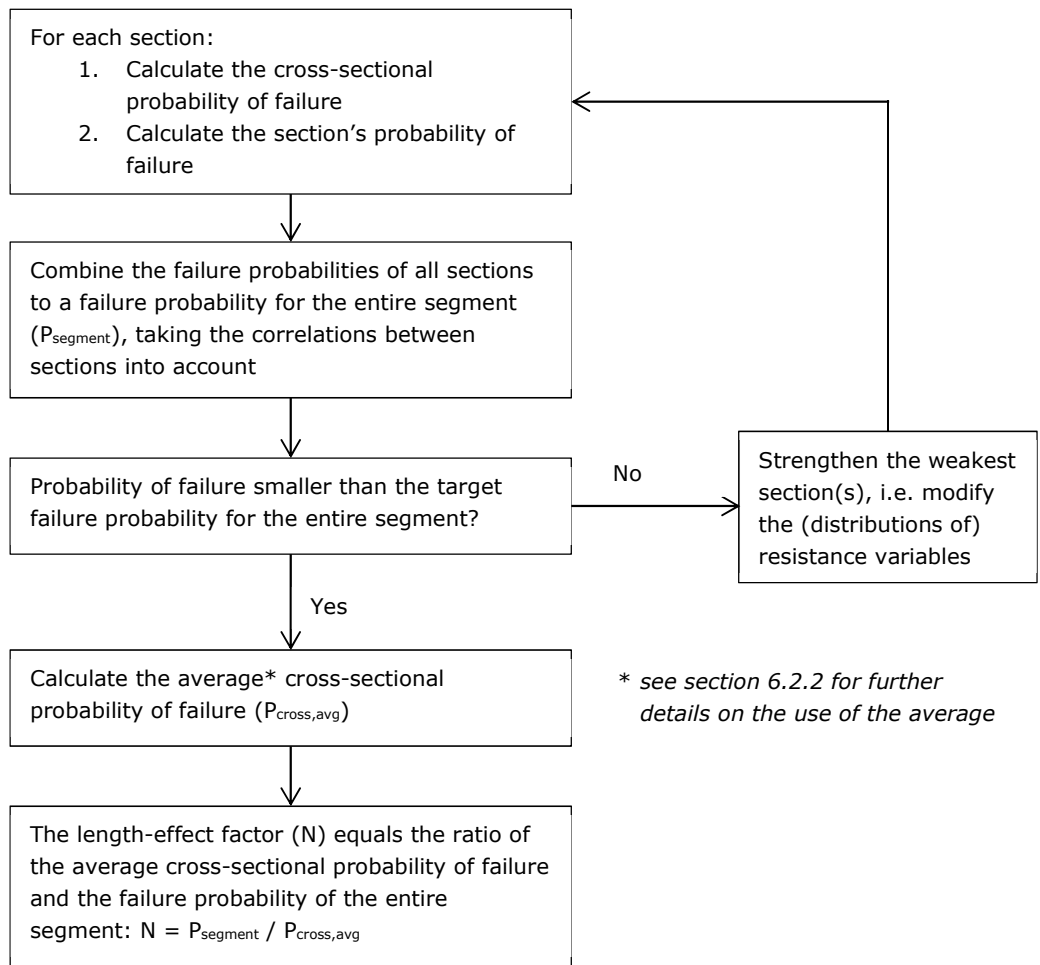 For each section:
1. Calculate the cross-sectional
probability of failure
2. Calculate the section's probability of
failure
Combine the failure probabilities of all sections
to a failure probability for the entire segment
(Psegment), taking the correlations between
sections into account
Probability of failure smaller than the target
failure probability for the entire segment?
No
Strengthen the weakest
section(s), i.e. modify
the (distributions of)
resistance variables
Yes
Calculate the average* cross-sectional
probability of failure (Pcross,avg)
* see section 6.2.2 for further
details on the use of the average
The length-effect factor (N) equals the ratio of
the average cross-sectional probability of failure
and the failure probability of the entire
segment: N = Psegment / Pcross,avg